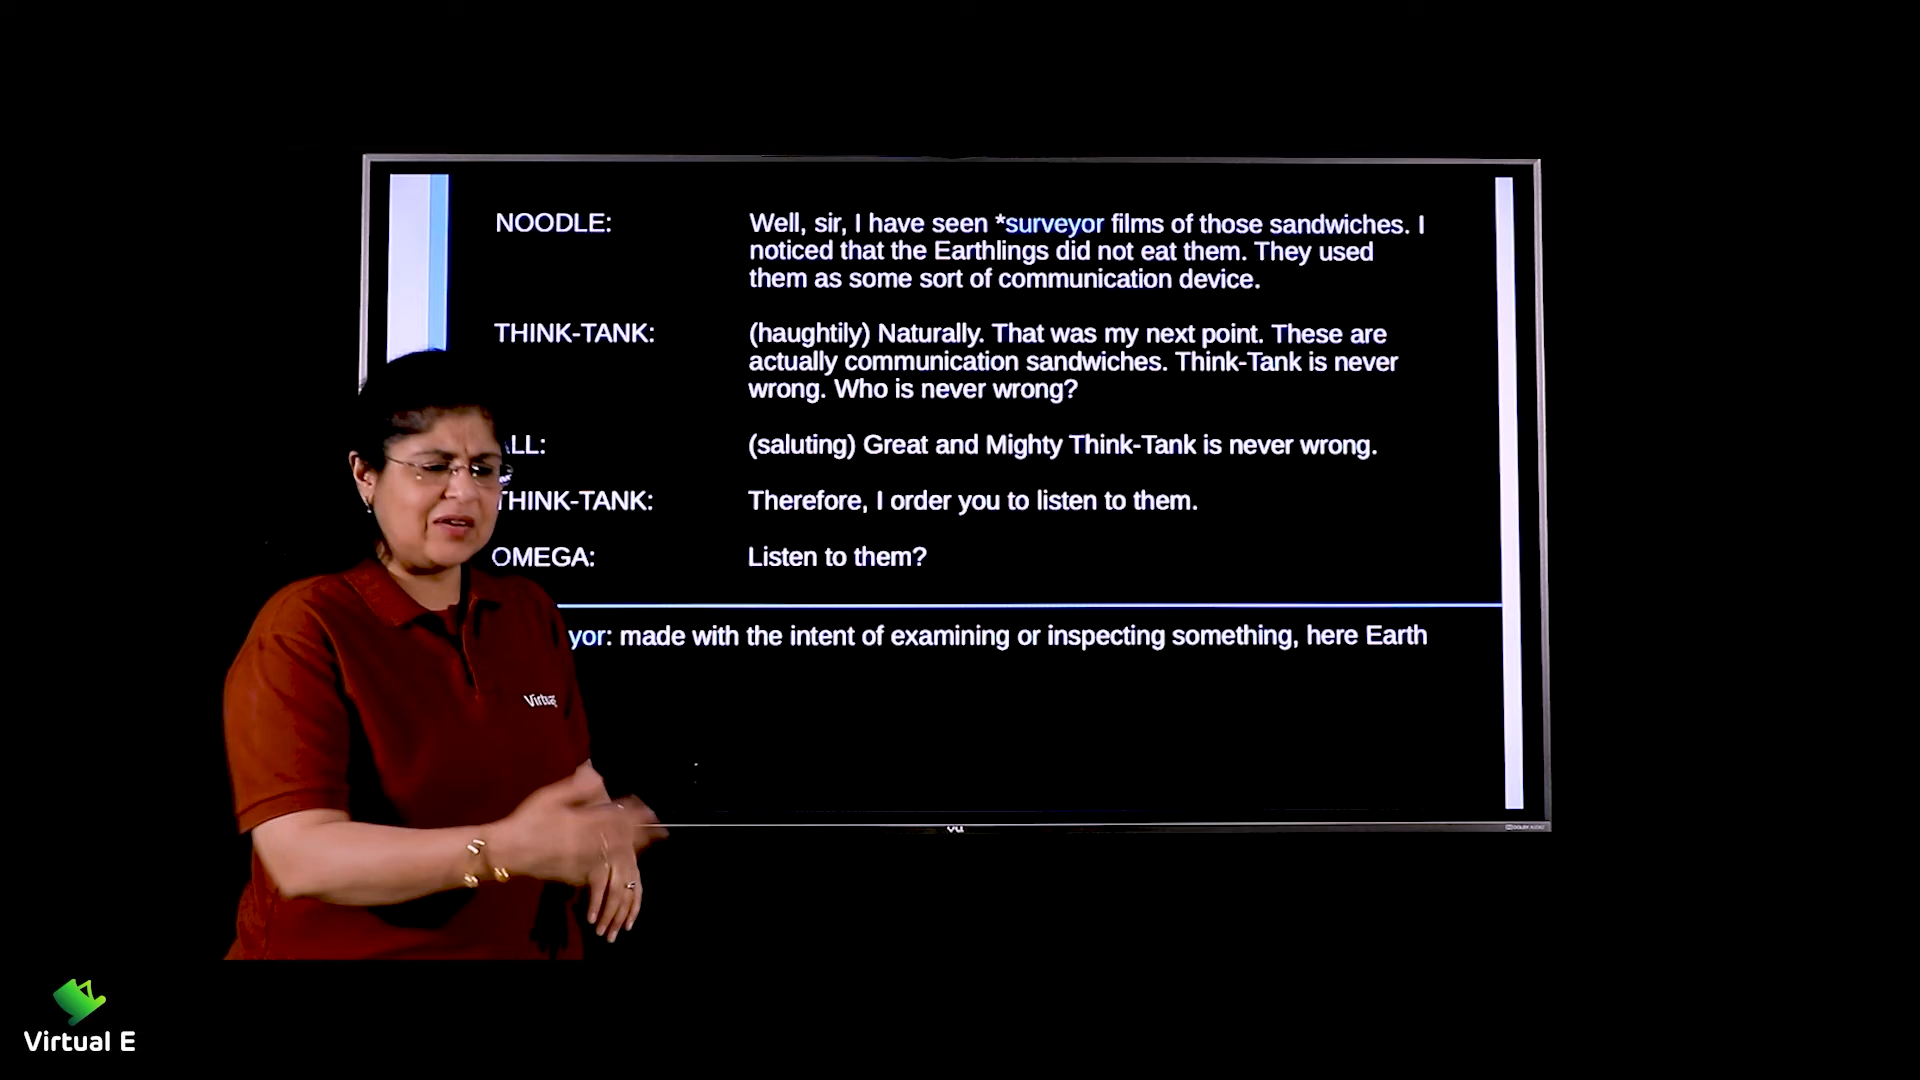 NOODLE: Well, sir, I have seen *surveyor films of those sandwiches. I
noticed that the Earthlings did not eat them. They used
them as some sort of communication device.
THINK-TANK: (haughtily) Naturally. That was my next point. These are
actually communication sandwiches. Think-Tank is never
wrong. Who is never wrong?
LL: (saluting) Great and Mighty Think-Tank is never wrong.
THINK-TANK: Therefore, I order you to listen to them.
OMEGA: Listen to them?
yor: made with the intent of examining or inspecting something, here Earth
Virtual
Virtual E